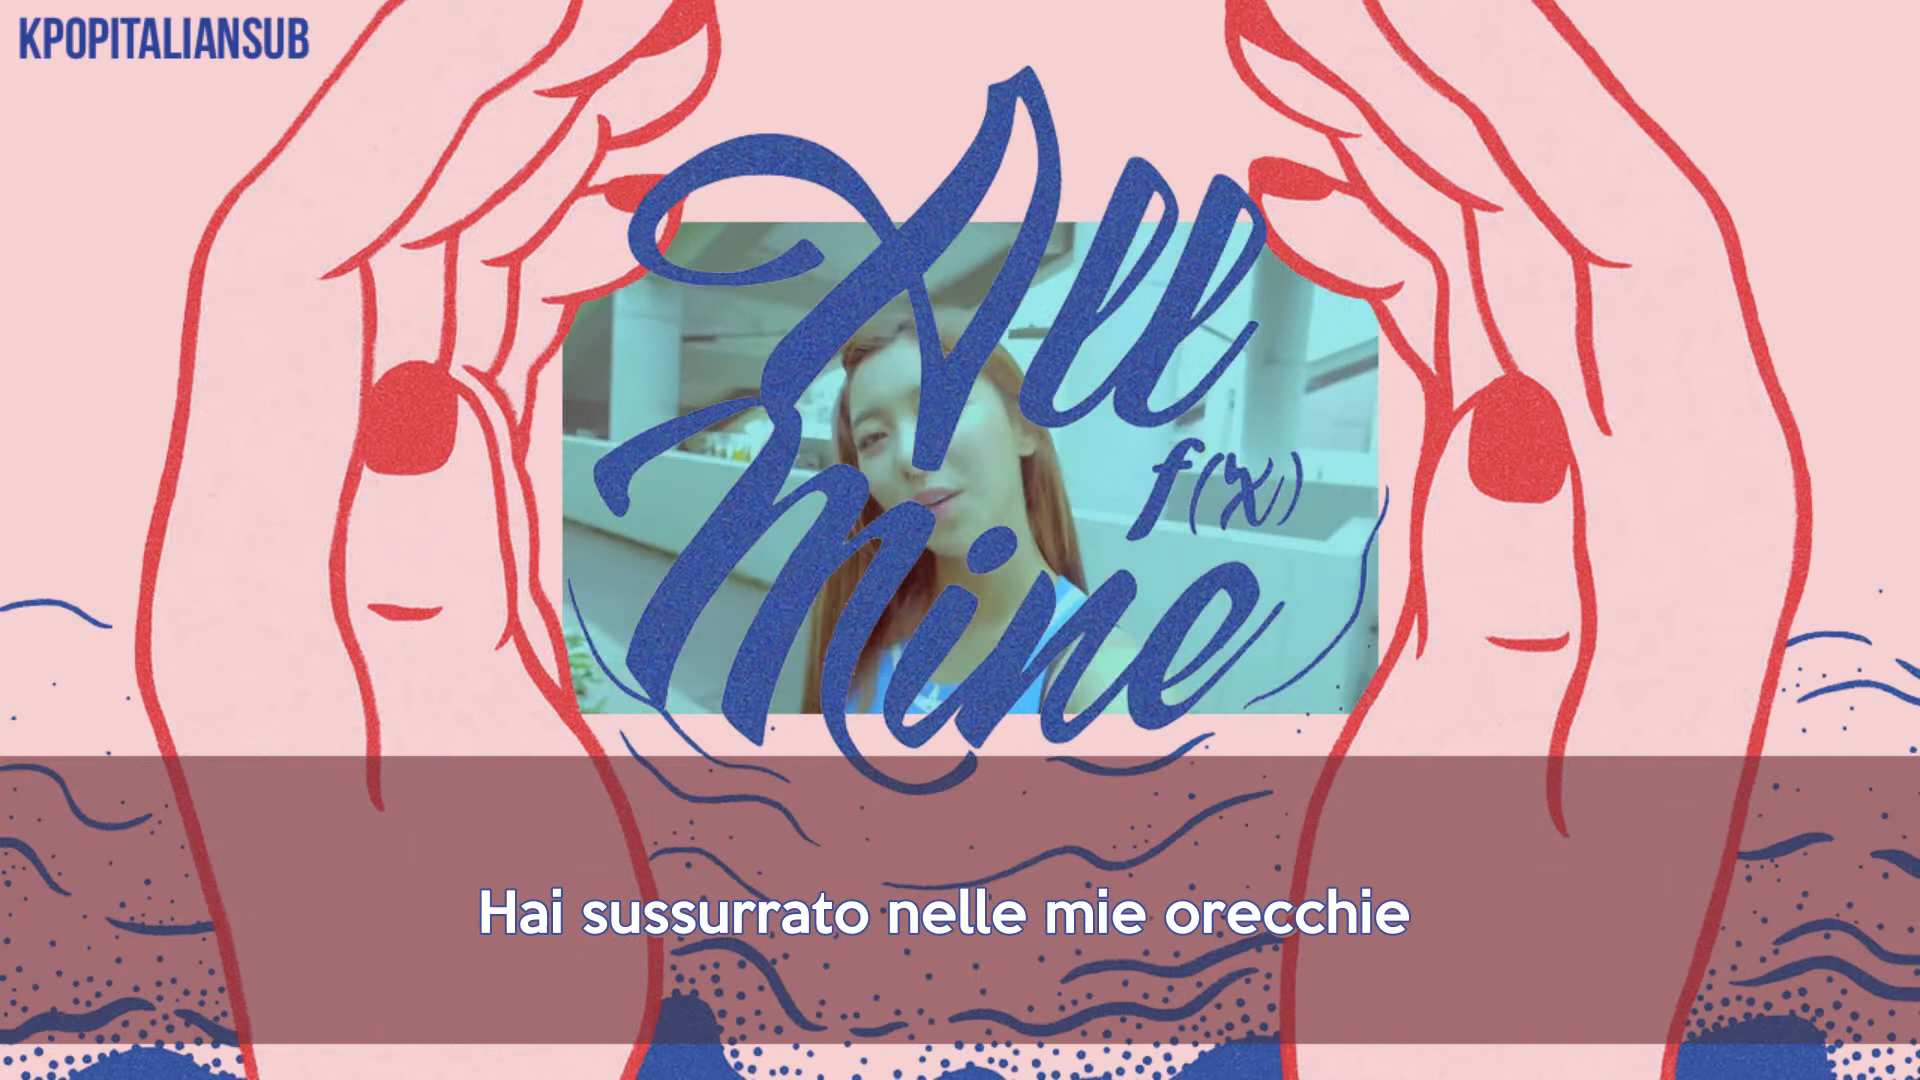 KPOPITALIANSUB
All
f(x)
Mine
Hai sussurrato nelle mie orecchie